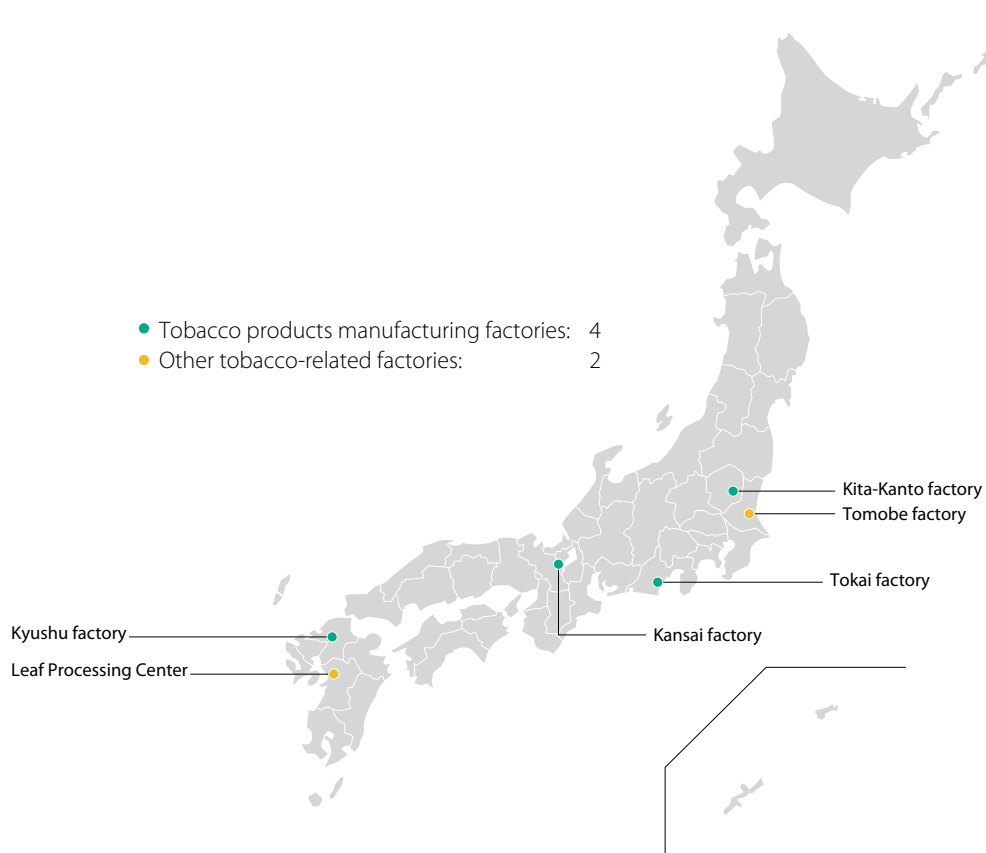 Tobacco products manufacturing factories: 4
Other tobacco-related factories: 2
Kita-Kanto factory
Tomobe factory
Tokai factory
Kyushu factory
Kansai factory
Leaf Processing Center